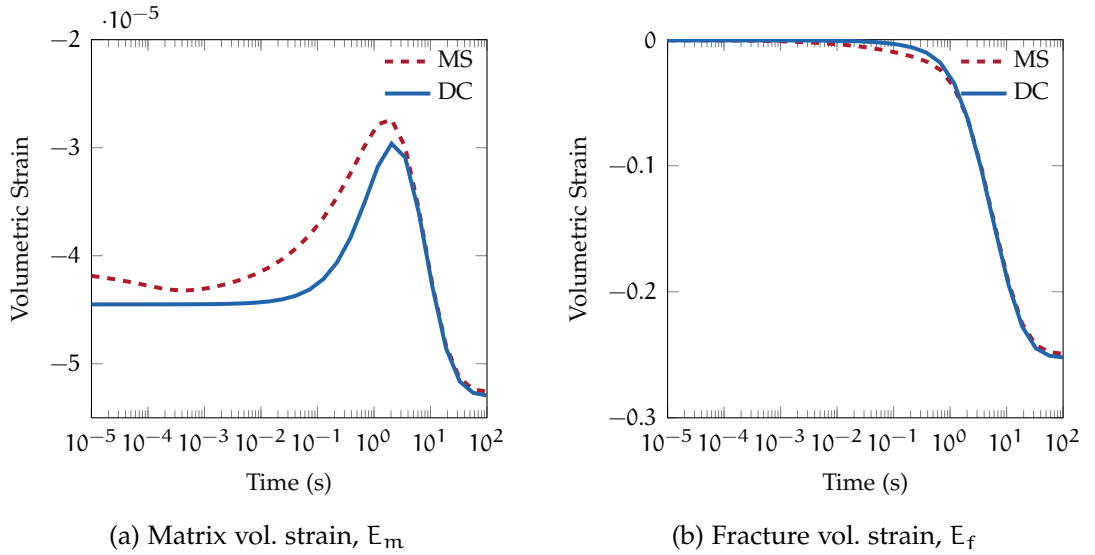 ·10⁻⁵
−2
−3
−4
−5
Volumetric Strain
MS
DC
10⁻⁵ 10⁻⁴ 10⁻³ 10⁻² 10⁻¹ 10⁰ 10¹ 10²
Time (s)
(a) Matrix vol. strain, Eₘ
0
−0.1
−0.2
−0.3
Volumetric Strain
MS
DC
10⁻⁵ 10⁻⁴ 10⁻³ 10⁻² 10⁻¹ 10⁰ 10¹ 10²
Time (s)
(b) Fracture vol. strain, E_f